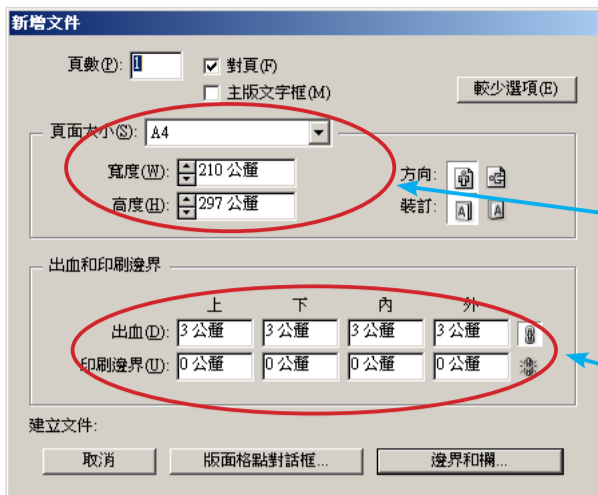 新增文件
頁數(P): 1
對頁(F)
主版文字框(M)
較少選項(E)
頁面大小(S): A4
寬度(W): 210 公釐
高度(H): 297 公釐
方向:
裝訂:
出血和印刷邊界
上 下 內 外
出血(D): 3 公釐 3 公釐 3 公釐 3 公釐
印刷邊界(U): 0 公釐 0 公釐 0 公釐 0 公釐
建立文件:
取消 版面格點對話框... 邊界和欄...